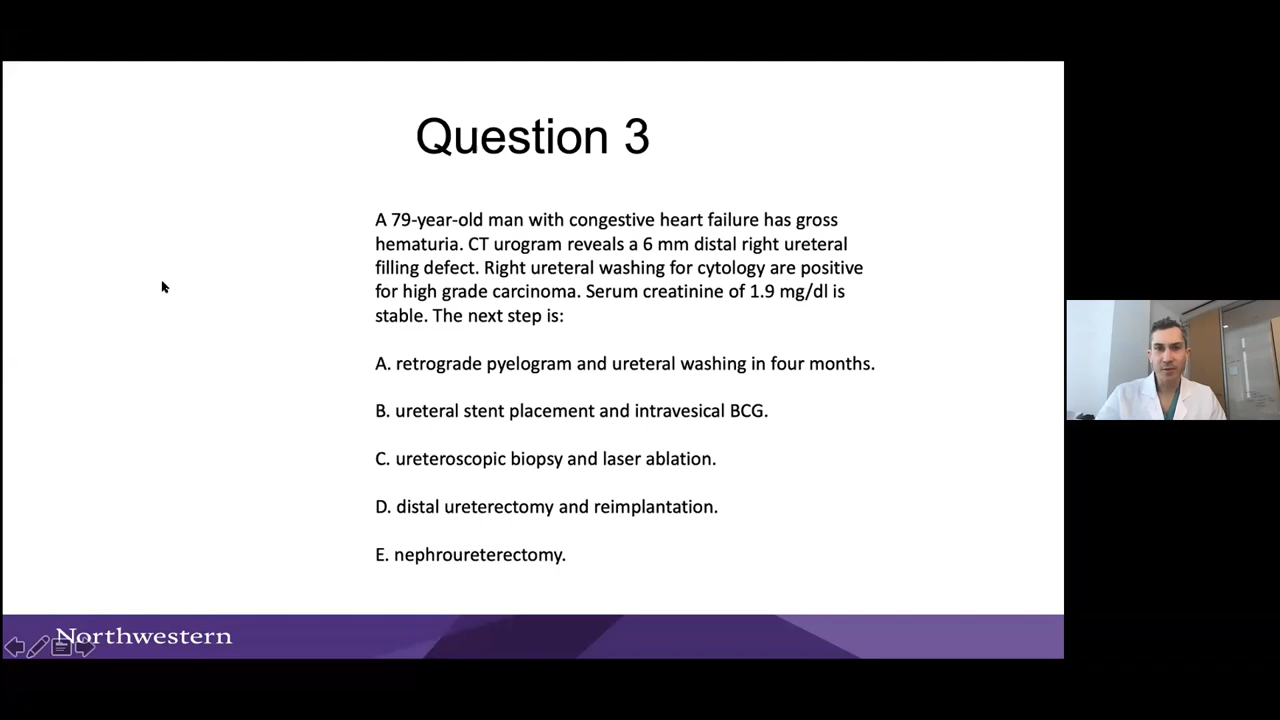 Question 3
A 79-year-old man with congestive heart failure has gross
hematuria. CT urogram reveals a 6 mm distal right ureteral
filling defect. Right ureteral washing for cytology are positive
for high grade carcinoma. Serum creatinine of 1.9 mg/dl is
stable. The next step is:
A. retrograde pyelogram and ureteral washing in four months.
B. ureteral stent placement and intravesical BCG.
C. ureteroscopic biopsy and laser ablation.
D. distal ureterectomy and reimplantation.
E. nephroureterectomy.
Northwestern